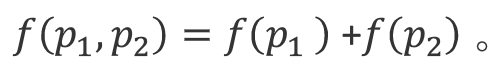 f(p₁,p₂) = f(p₁ ) +f(p₂) 。